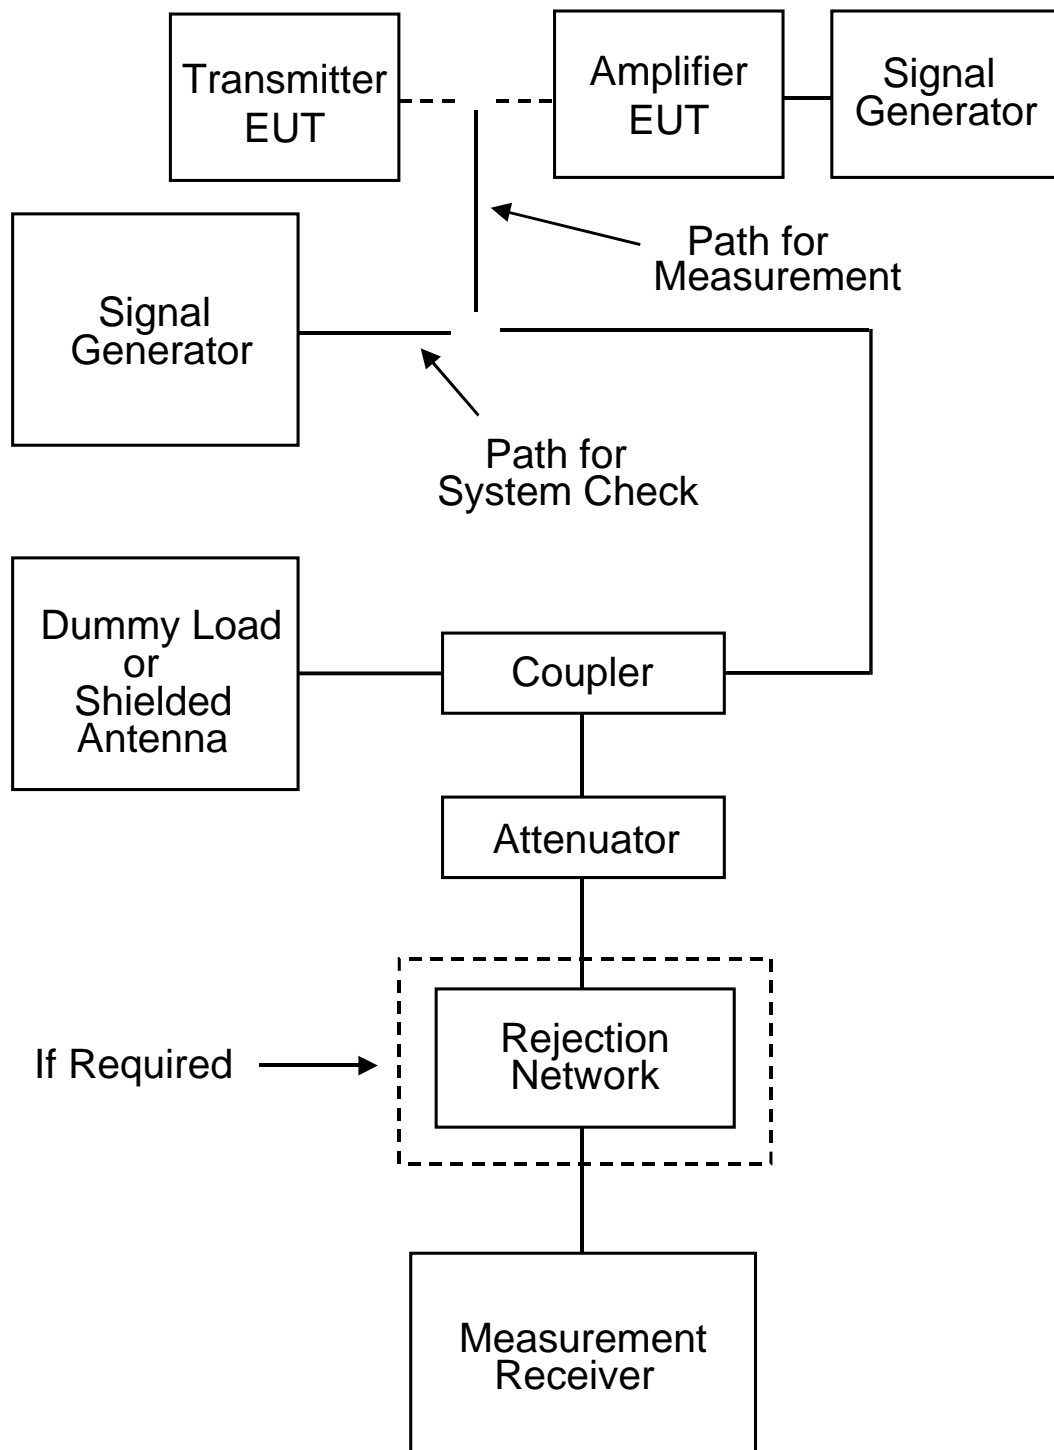 Transmitter
EUT
Amplifier
EUT
Signal
Generator
Path for
Measurement
Signal
Generator
Path for
System Check
Dummy Load
or
Shielded
Antenna
Coupler
Attenuator
If Required
Rejection
Network
Measurement
Receiver